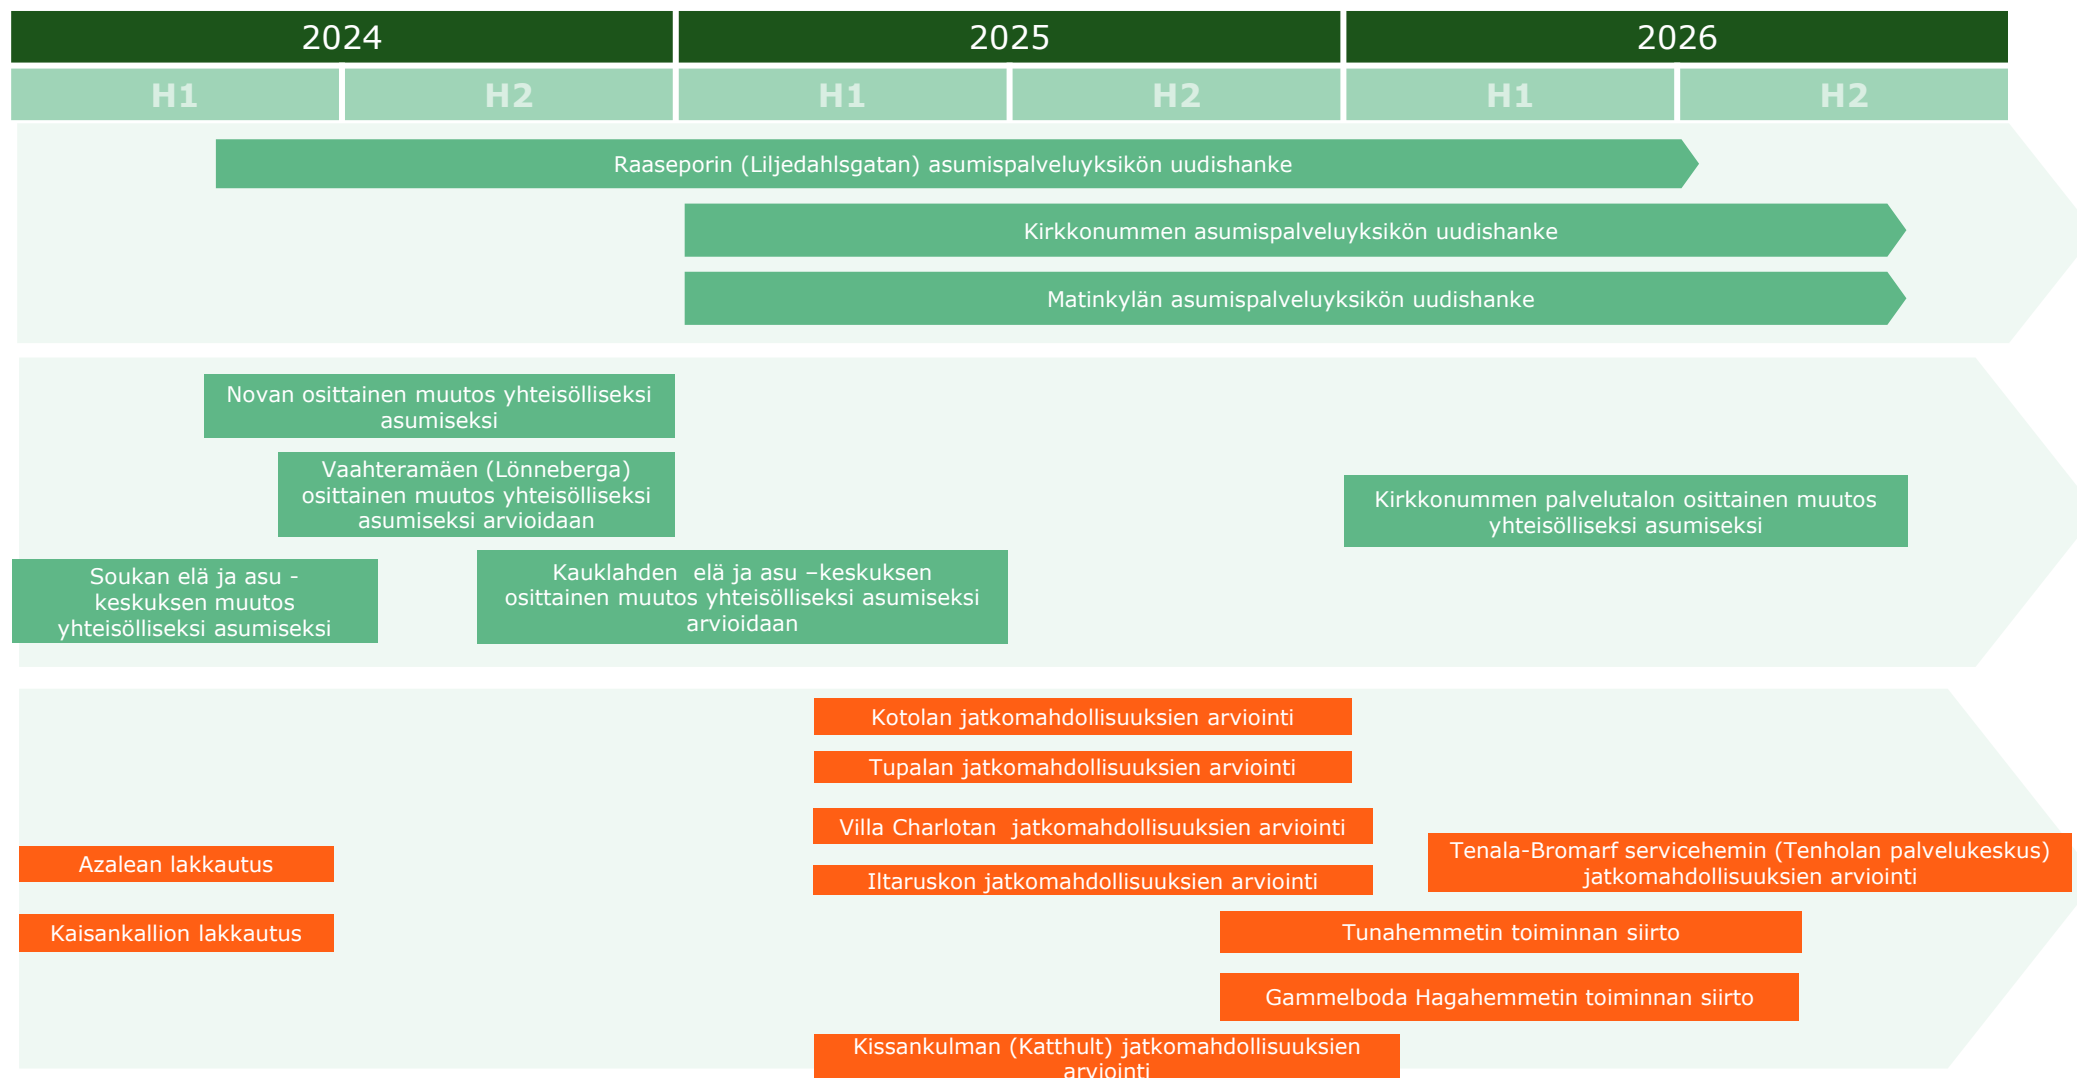 2024
2025
2026
H1
H2
H1
H2
H1
H2
Raaseporin (Liljedahlsgatan) asumispalveluyksikön uudishanke
Kirkkonummen asumispalveluyksikön uudishanke
Matinkylän asumispalveluyksikön uudishanke
Novan osittainen muutos yhteisölliseksi
asumiseksi
Vaahteramäen (Lönneberga)
osittainen muutos yhteisölliseksi
asumiseksi arvioidaan
Kirkkonummen palvelutalon osittainen muutos
yhteisölliseksi asumiseksi
Soukan elä ja asu -
keskuksen muutos
yhteisölliseksi asumiseksi
Kauklahden  elä ja asu –keskuksen
osittainen muutos yhteisölliseksi asumiseksi
arvioidaan
Kotolan jatkomahdollisuuksien arviointi
Tupalan jatkomahdollisuuksien arviointi
Villa Charlotan  jatkomahdollisuuksien arviointi
Azalean lakkautus
Iltaruskon jatkomahdollisuuksien arviointi
Tenala-Bromarf servicehemin (Tenholan palvelukeskus)
jatkomahdollisuuksien arviointi
Kaisankallion lakkautus
Tunahemmetin toiminnan siirto
Gammelboda Hagahemmetin toiminnan siirto
Kissankulman (Katthult) jatkomahdollisuuksien
arviointi